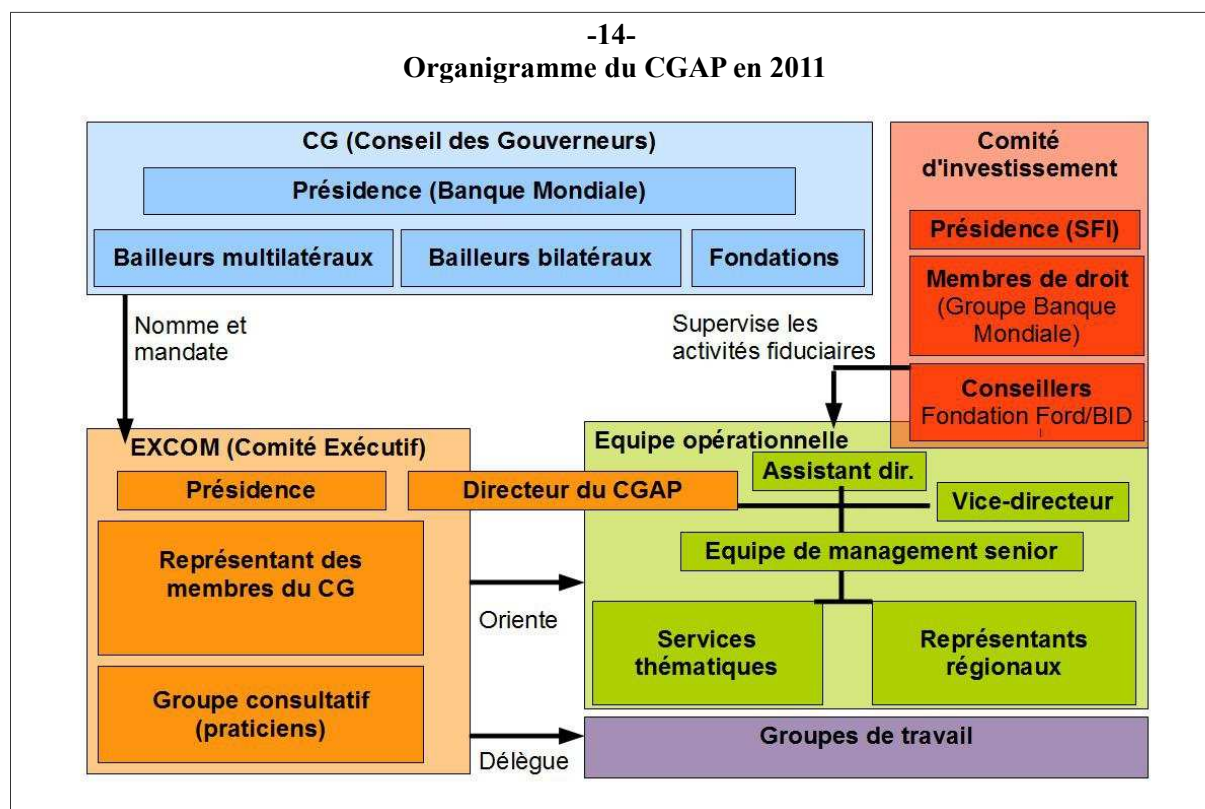 -14-
Organigramme du CGAP en 2011
CG (Conseil des Gouverneurs)
Présidence (Banque Mondiale)
Bailleurs multilatéraux
Bailleurs bilatéraux
Fondations
Comité
d'investissement
Présidence (SFI)
Membres de droit
(Groupe Banque
Mondiale)
Conseillers
Fondation Ford/BID
Nomme et
mandate
Supervise les
activités fiduciaires
EXCOM (Comité Exécutif)
Présidence
Directeur du CGAP
Représentant des
membres du CG
Groupe consultatif
(praticiens)
Oriente
Délègue
Equipe opérationnelle
Assistant dir.
Vice-directeur
Equipe de management senior
Services
thématiques
Représentants
régionaux
Groupes de travail